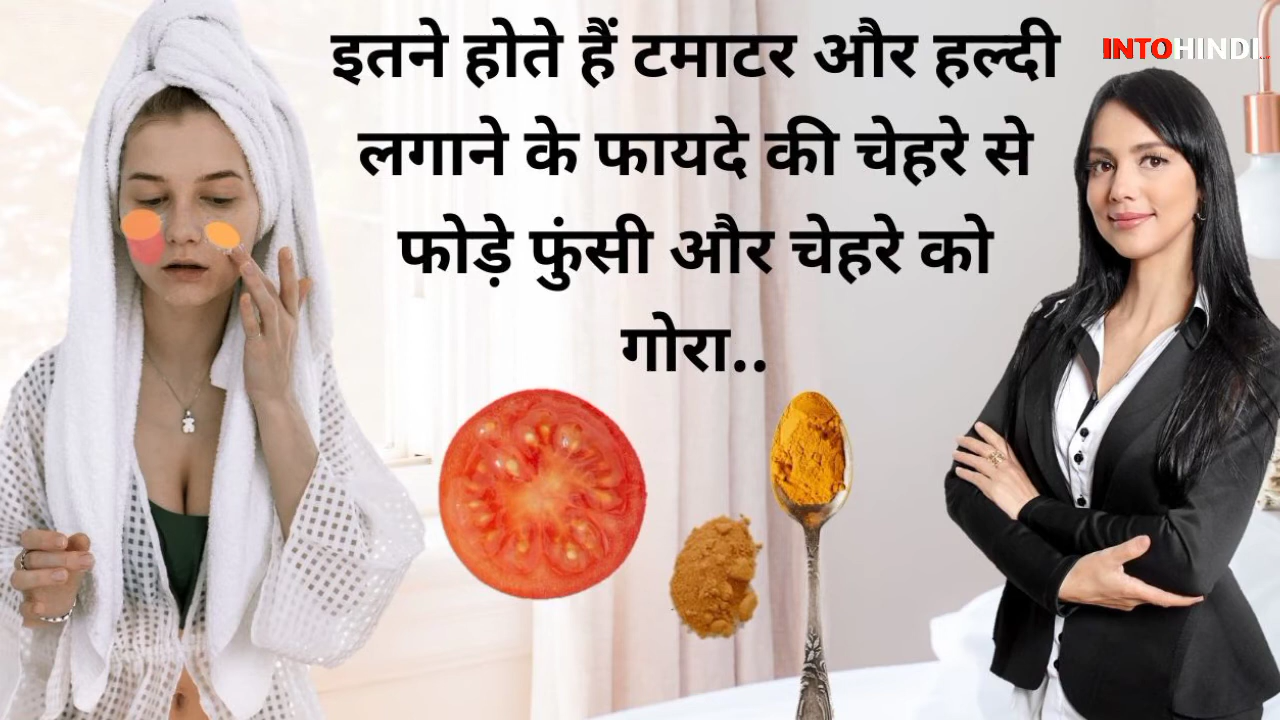 INTOHINDI...
इतने होते हैं टमाटर और हल्दी
लगाने के फायदे की चेहरे से
फोड़े फुंसी और चेहरे को
गोरा..